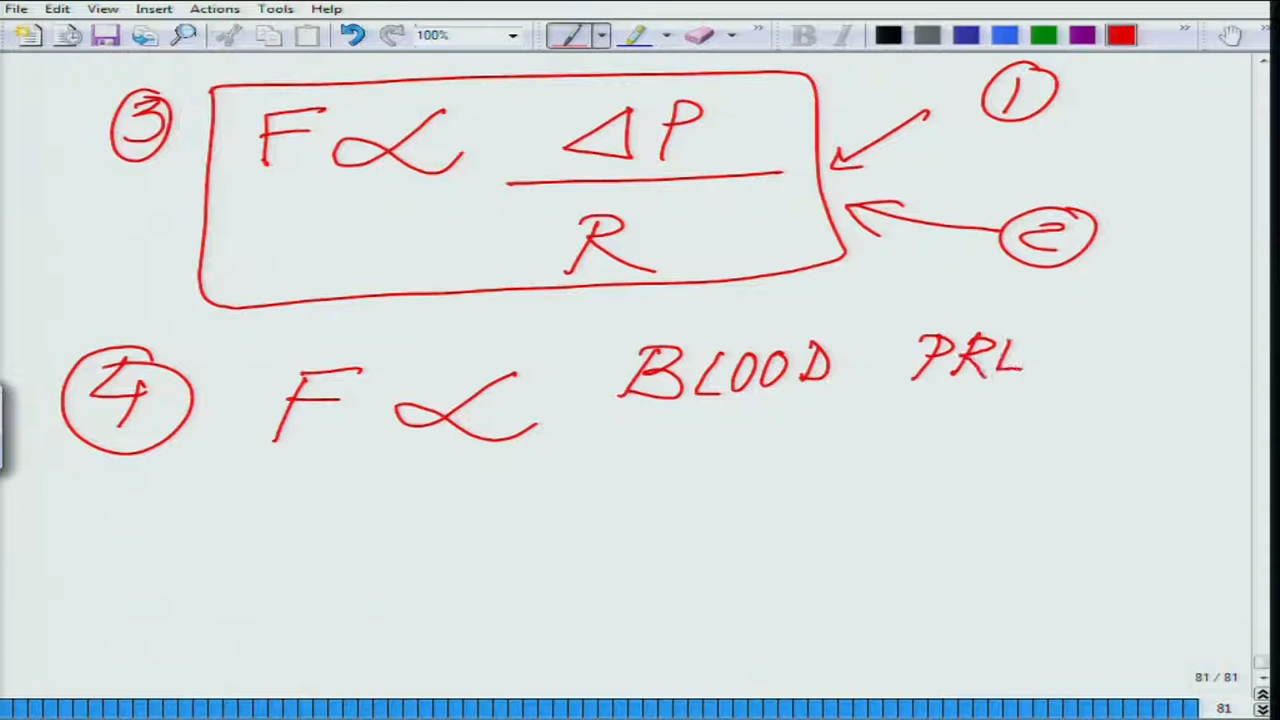 File Edit View Insert Actions Tools Help
100%
③ F ∝ ΔP / R ①
②
④ F ∝ BLOOD PRL
81 / 81
81